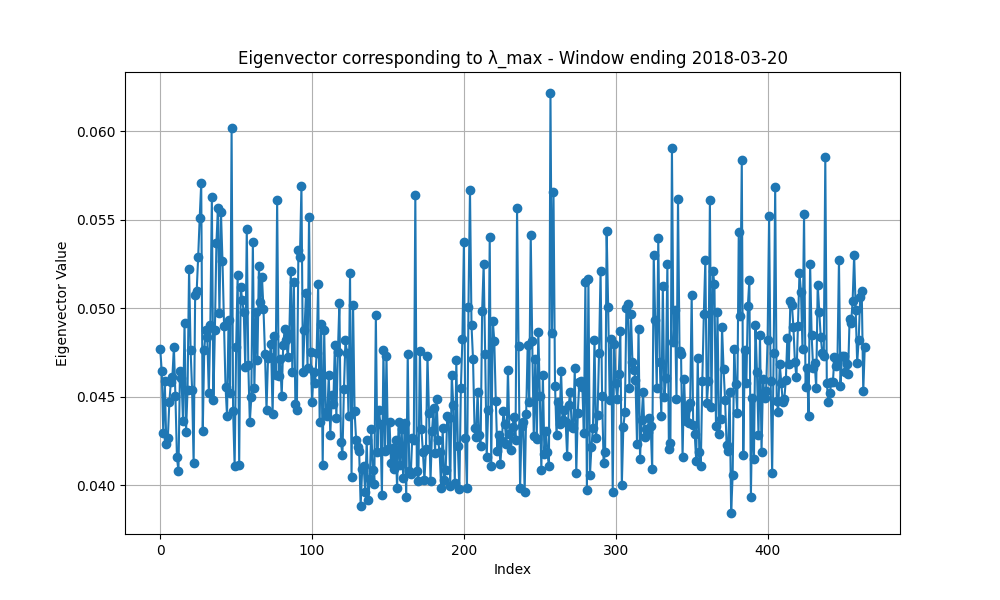 Eigenvector corresponding to λ_max - Window ending 2018-03-20
0.060
0.055
0.050
0.045
0.040
Eigenvector Value
0 100 200 300 400
Index